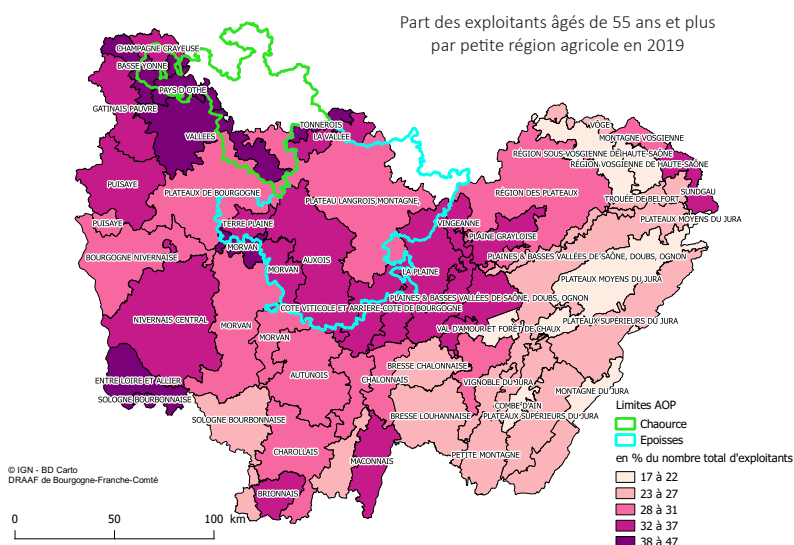 Part des exploitants âgés de 55 ans et plus
par petite région agricole en 2019
CHAMPAGNE CRAYEUSE
BASSE YONNE
PAYS D'OTHE
GATINAIS PAUVRE
VALLÉES
TONNEROIS
LA VALLÉE
VÔGE
MONTAGNE VOSGIENNE
RÉGION SOUS-VOSGIENNE DE HAUTE-SAÔNE
RÉGION VOSGIENNE DE HAUTE-SAÔNE
PUISAYE
PLATEAUX DE BOURGOGNE
PLATEAU LANGROIS,MONTAGNE,
RÉGION DES PLATEAUX
TROUÉE DE BELFORT
SUNDGAU
PUISAYE
TERRE PLAINE
VINGEANNE
PLAINE GRAYLOISE
PLATEAUX MOYENS DU JURA
MORVAN
BOURGOGNE NIVERNAISE
AUXOIS
MORVAN
LA PLAINE
PLAINES & BASSES VALLÉES DE SAÔNE, DOUBS, OGNON
PLATEAUX MOYENS DU JURA
PLAINES & BASSES VALLÉES DE SAÔNE, DOUBS, OGNON
COTE VITICOLE ET ARRIERE-COTE DE BOURGOGNE
NIVERNAIS CENTRAL
MORVAN
MORVAN
VAL D'AMOUR ET FORÊT DE CHAUX
PLATEAUX SUPÉRIEURS DU JURA
BRESSE CHALONNAISE
ENTRE LOIRE ET ALLIER
AUTUNOIS
CHALONNAIS
VIGNOBLE DU JURA
MONTAGNE DU JURA
SOLOGNE BOURBONNAISE
COMBE D'AIN
SOLOGNE BOURBONNAISE
BRESSE LOUHANNAISE
PLATEAUX SUPÉRIEURS DU JURA
CHAROLLAIS
MACONNAIS
PETITE MONTAGNE
BRIONNAIS
Limites AOP
Chaource
Epoisses
en % du nombre total d'exploitants
17 à 22
23 à 27
28 à 31
32 à 37
38 à 47
© IGN - BD Carto
DRAAF de Bourgogne-Franche-Comté
0 50 100 km